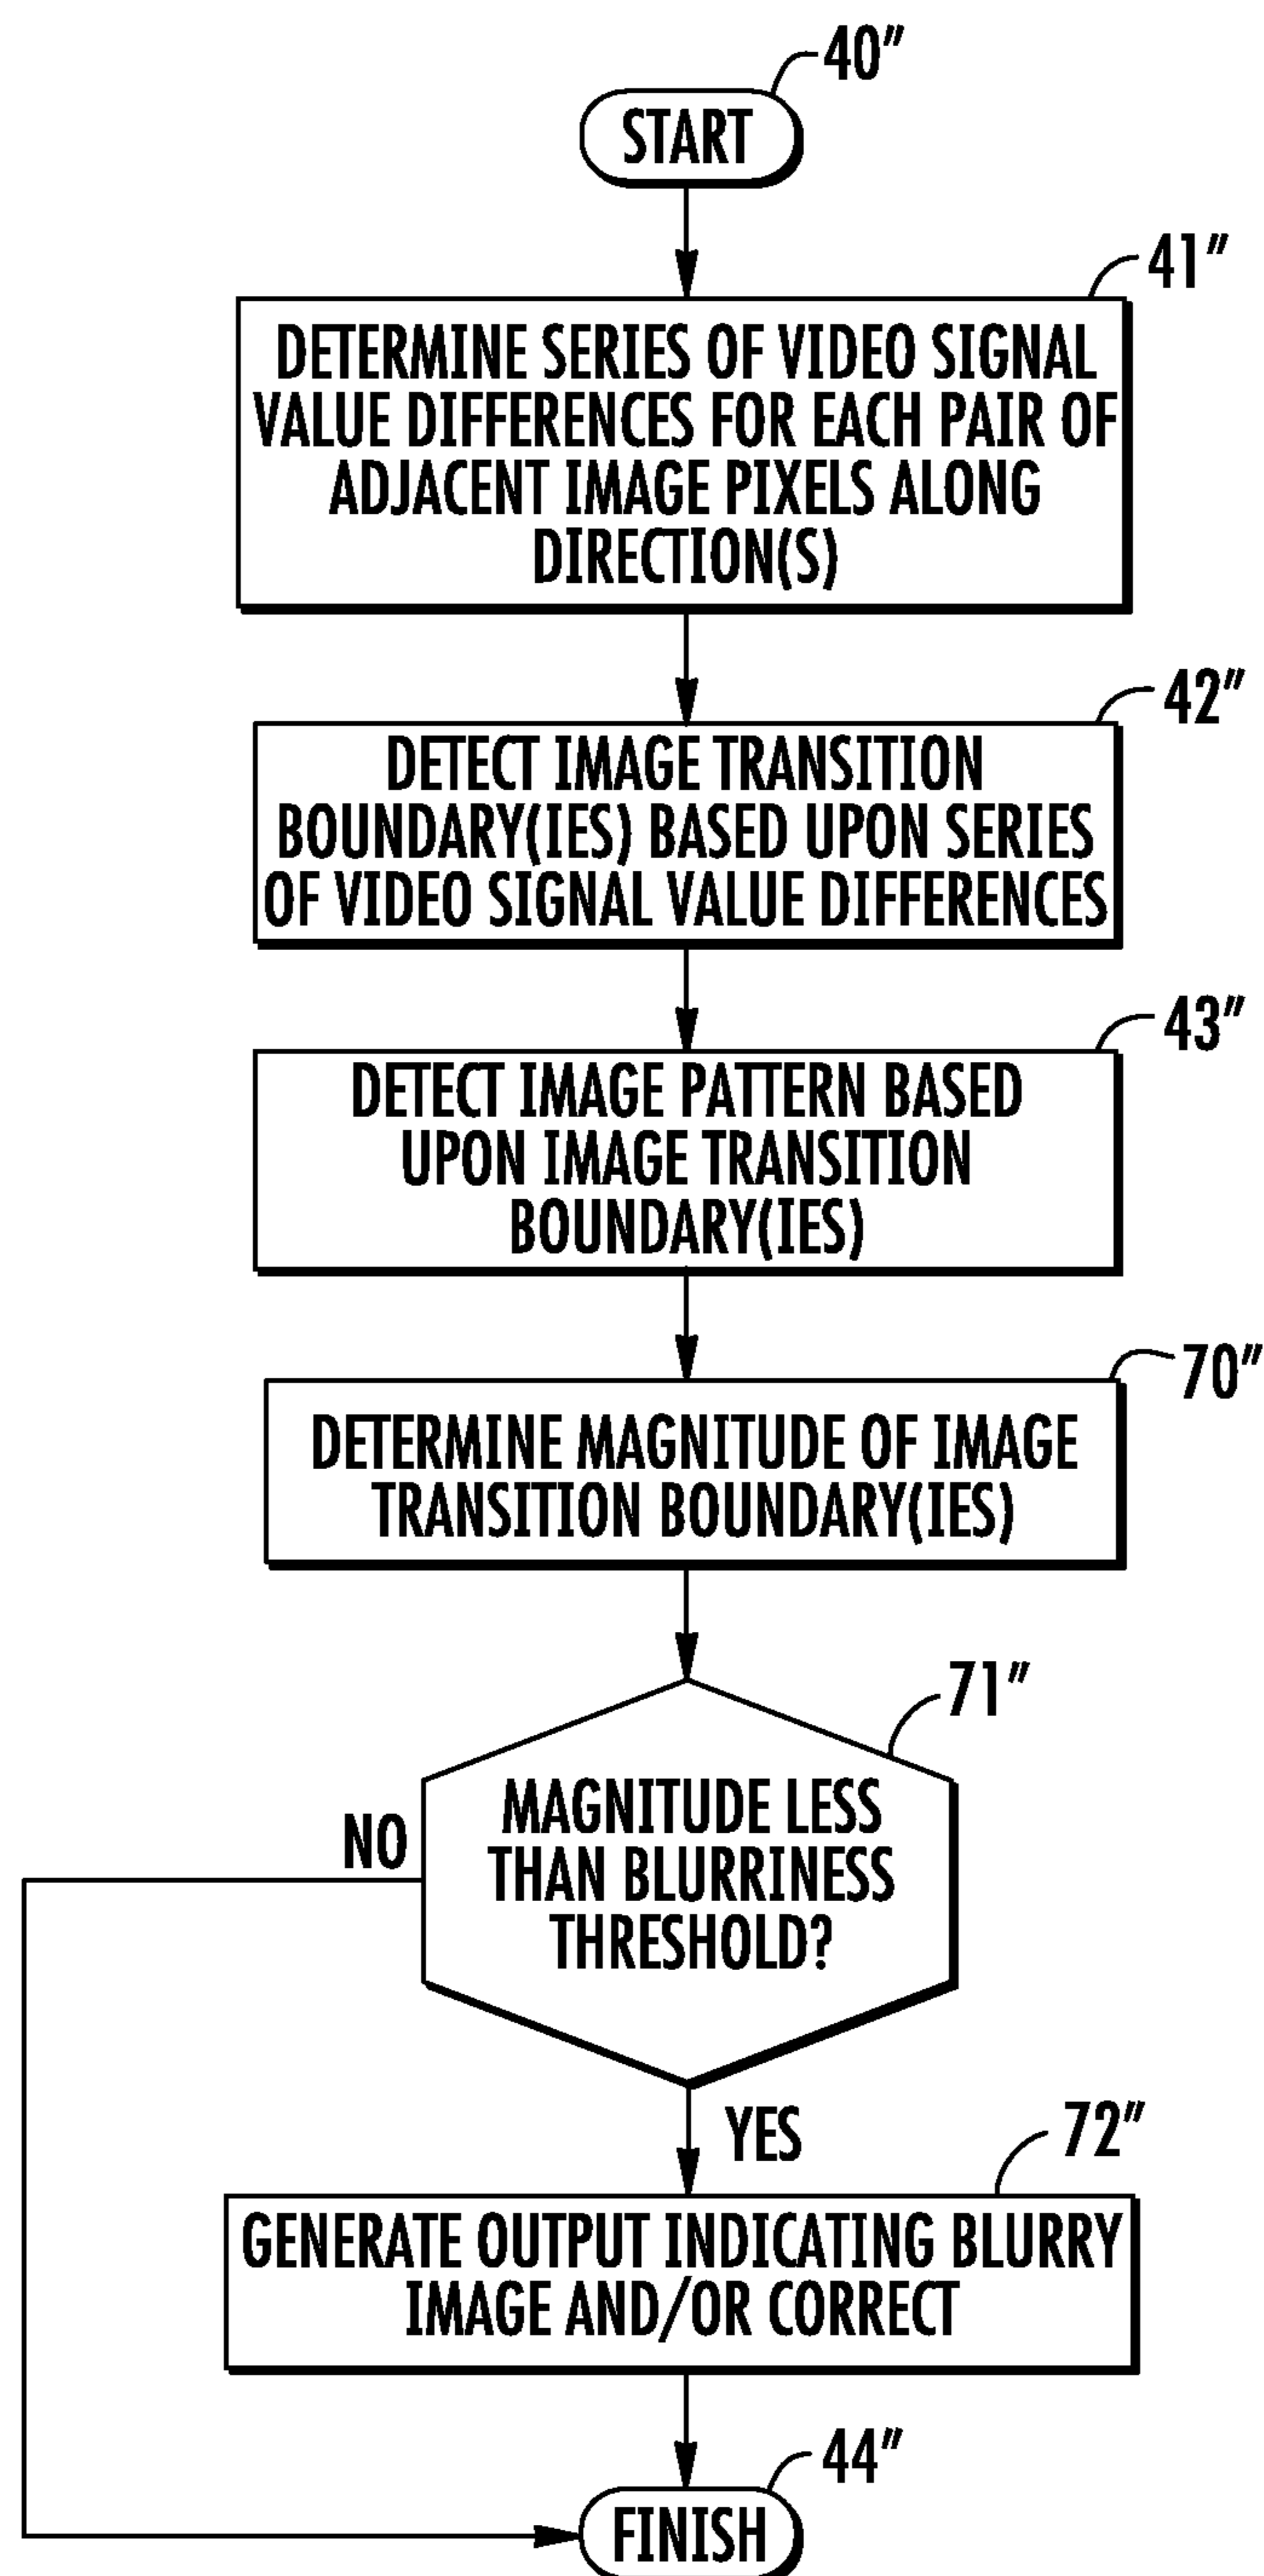 40"
START
41"
DETERMINE SERIES OF VIDEO SIGNAL
VALUE DIFFERENCES FOR EACH PAIR OF
ADJACENT IMAGE PIXELS ALONG
DIRECTION(S)
42"
DETECT IMAGE TRANSITION
BOUNDARY(IES) BASED UPON SERIES
OF VIDEO SIGNAL VALUE DIFFERENCES
43"
DETECT IMAGE PATTERN BASED
UPON IMAGE TRANSITION
BOUNDARY(IES)
70"
DETERMINE MAGNITUDE OF IMAGE
TRANSITION BOUNDARY(IES)
71"
MAGNITUDE LESS
THAN BLURRINESS
THRESHOLD?
NO
YES
72"
GENERATE OUTPUT INDICATING BLURRY
IMAGE AND/OR CORRECT
44"
FINISH